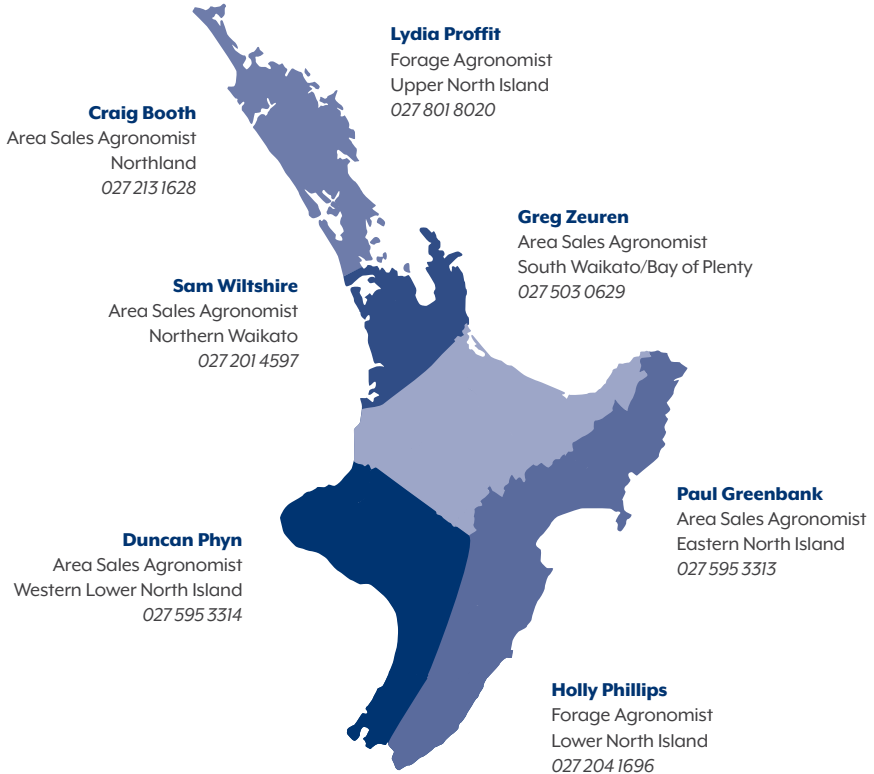 Lydia Proffit
Forage Agronomist
Upper North Island
027 801 8020
Craig Booth
Area Sales Agronomist
Northland
027 213 1628
Greg Zeuren
Area Sales Agronomist
South Waikato/Bay of Plenty
027 503 0629
Sam Wiltshire
Area Sales Agronomist
Northern Waikato
027 201 4597
Paul Greenbank
Area Sales Agronomist
Eastern North Island
027 595 3313
Duncan Phyn
Area Sales Agronomist
Western Lower North Island
027 595 3314
Holly Phillips
Forage Agronomist
Lower North Island
027 204 1696